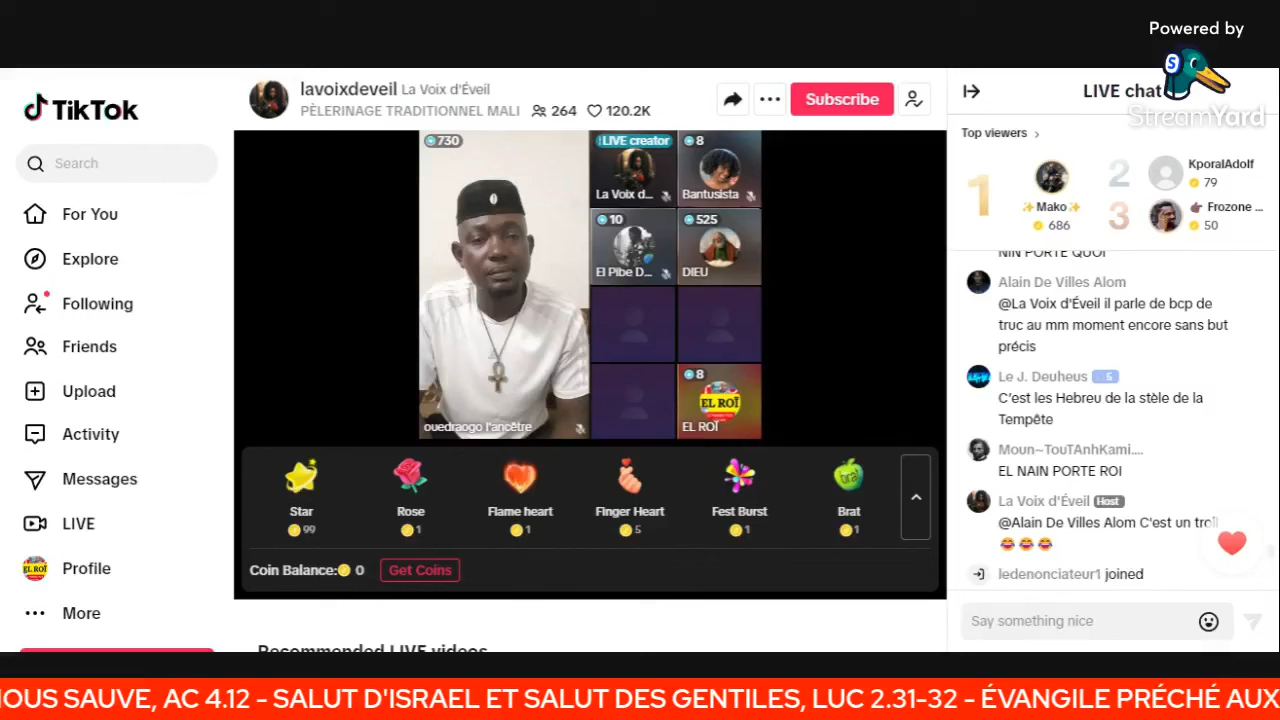 Powered by
StreamYard
TikTok
Search
For You
Explore
Following
Friends
Upload
Activity
Messages
LIVE
Profile
More
lavoixdeveil La Voix d'Éveil
PÈLERINAGE TRADITIONNEL MALI 264 120.2K
Subscribe
730
ouedraogo l'ancêtre
LIVE creator
La Voix d...
8
Bantusista
10
El Pibe D...
525
DIEU
8
EL ROÏ
EL ROÏ
Star
99
Rose
1
Flame heart
1
Finger Heart
5
Fest Burst
1
Brat
1
Coin Balance: 0 Get Coins
Recommended LIVE videos
LIVE chat
Top viewers
1
✨Mako✨
686
2
KporalAdolf
79
3
Frozone ...
50
NIN PORTE QUOI
Alain De Villes Alom
@La Voix d'Éveil il parle de bcp de
truc au mm moment encore sans but
précis
Le J. Deuheus 5
C'est les Hebreu de la stèle de la
Tempête
Moun~TouTAnhKami....
EL NAIN PORTE ROI
La Voix d'Éveil Host
@Alain De Villes Alom C'est un troll
😂😂😂
ledenonciateur1 joined
Say something nice
NOUS SAUVE, AC 4.12 - SALUT D'ISRAEL ET SALUT DES GENTILES, LUC 2.31-32 - ÉVANGILE PRÉCHÉ AUX